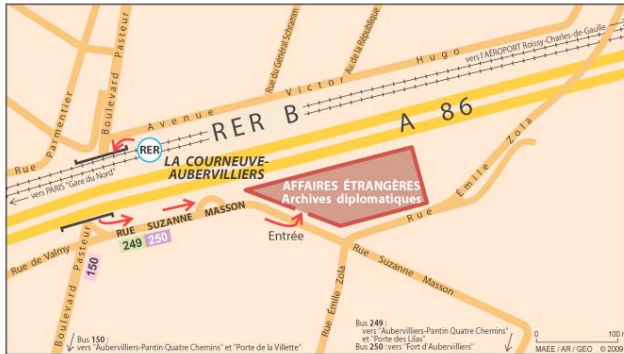 Rue du Général Schramm
Av. de la République
Avenue Victor Hugo
vers l'AÉROPORT Roissy-Charles-de-Gaulle
Boulevard Pasteur
Rue Parmentier
RER B
A 86
RER
LA COURNEUVE-
AUBERVILLIERS
vers PARIS "Gare du Nord"
AFFAIRES ÉTRANGÈRES
Archives diplomatiques
Rue Émile Zola
RUE SUZANNE MASSON
249 250
Entrée
Rue de Valmy
150
Boulevard Pasteur
Rue Suzanne Masson
Rue Émile Zola
Bus 150 :
vers "Aubervilliers-Pantin Quatre Chemins" et "Porte de la Villette"
Bus 249 :
vers "Aubervilliers-Pantin Quatre Chemins"
et "Porte des Lilas"
Bus 250 : vers "Fort d'Aubervilliers"
0 100 m
MAEE / AR / GEO © 2009